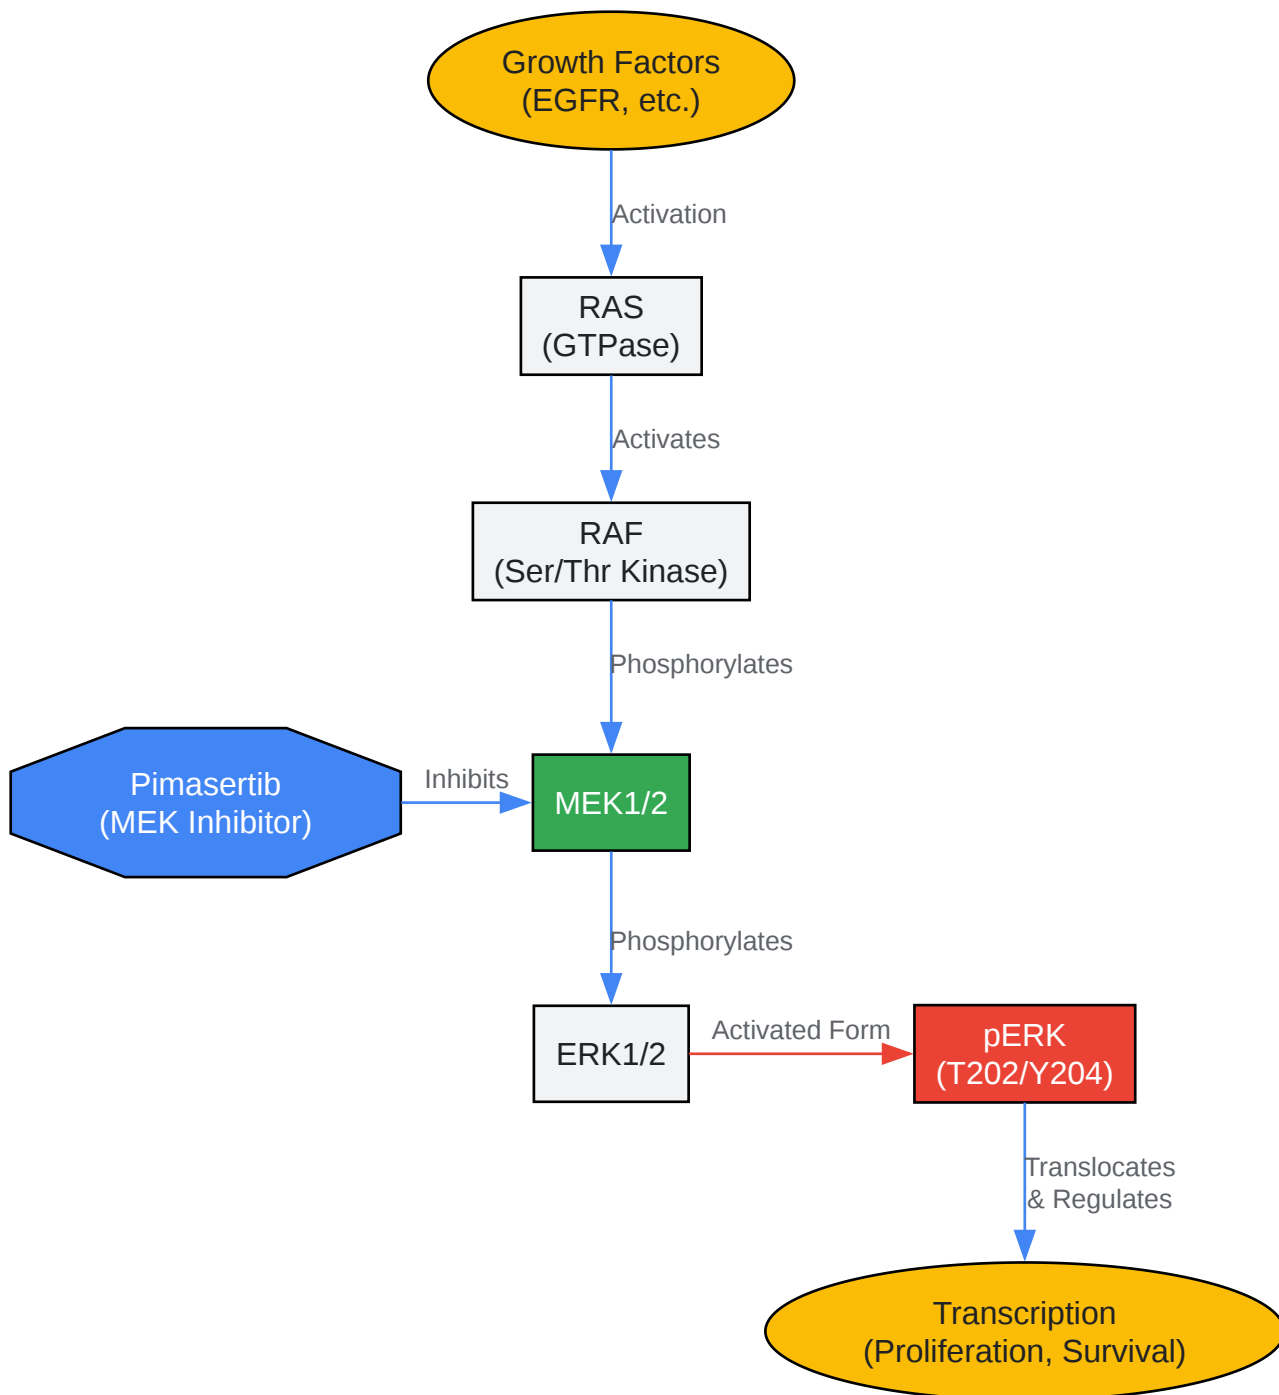 Growth Factors
(EGFR, etc.)
Activation
RAS
(GTPase)
Activates
RAF
(Ser/Thr Kinase)
Phosphorylates
Pimasertib
(MEK Inhibitor)
Inhibits
MEK1/2
Phosphorylates
ERK1/2
Activated Form
pERK
(T202/Y204)
Translocates
& Regulates
Transcription
(Proliferation, Survival)